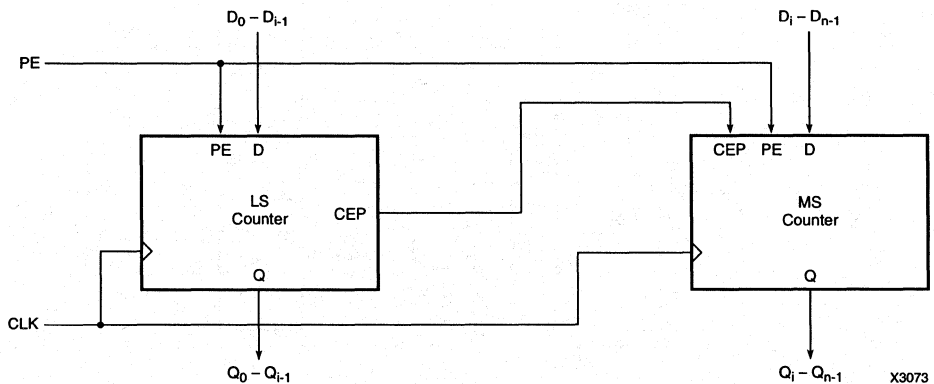 D0 – Di-1
Di – Dn-1
PE
PE D
CEP PE D
LS
Counter
CEP
MS
Counter
Q
Q
CLK
Q0 – Qi-1
Qi – Qn-1
X3073